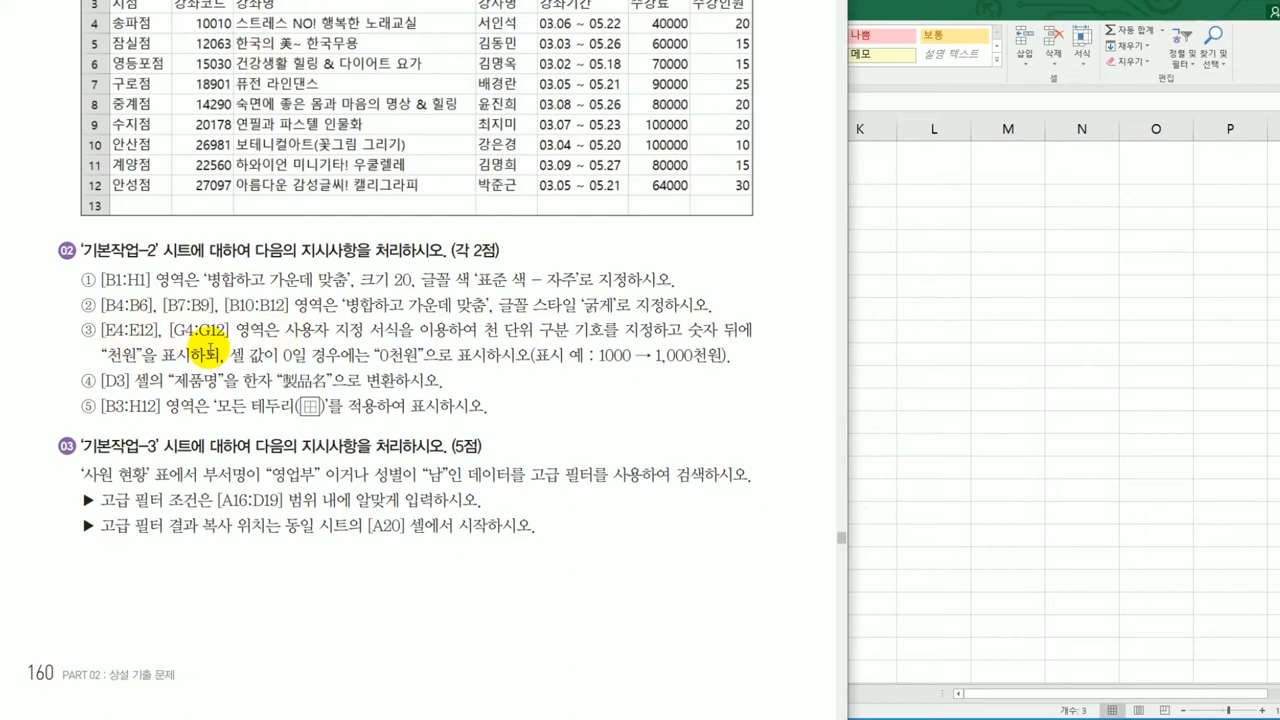 3 지점 강좌코드 강좌명 강사명 강좌기간 수강료 수강인원
4 송파점 10010 스트레스 NO! 행복한 노래교실 서인석 03.06 ~ 05.22 40000 20
5 잠실점 12063 한국의 美~ 한국무용 김동민 03.03 ~ 05.26 60000 15
6 영등포점 15030 건강생활 힐링 & 다이어트 요가 김명옥 03.02 ~ 05.18 70000 15
7 구로점 18901 퓨전 라인댄스 배경란 03.05 ~ 05.21 90000 25
8 중계점 14290 숙면에 좋은 몸과 마음의 명상 & 힐링 윤진희 03.08 ~ 05.26 80000 20
9 수지점 20178 연필과 파스텔 인물화 최지미 03.07 ~ 05.23 100000 20
10 안산점 26981 보테니컬아트(꽃그림 그리기) 강은경 03.04 ~ 05.20 100000 10
11 계양점 22560 하와이언 미니기타! 우쿨렐레 김명희 03.09 ~ 05.27 80000 15
12 안성점 27097 아름다운 감성글씨! 캘리그라피 박준근 03.05 ~ 05.21 64000 30
13
02 '기본작업-2' 시트에 대하여 다음의 지시사항을 처리하시오. (각 2점)
① [B1:H1] 영역은 '병합하고 가운데 맞춤', 크기 20, 글꼴 색 '표준 색 - 자주'로 지정하시오.
② [B4:B6], [B7:B9], [B10:B12] 영역은 '병합하고 가운데 맞춤', 글꼴 스타일 '굵게'로 지정하시오.
③ [E4:E12], [G4:G12] 영역은 사용자 지정 서식을 이용하여 천 단위 구분 기호를 지정하고 숫자 뒤에
"천원"을 표시하되, 셀 값이 0일 경우에는 "0천원"으로 표시하시오(표시 예 : 1000 → 1,000천원).
④ [D3] 셀의 "제품명"을 한자 "製品名"으로 변환하시오.
⑤ [B3:H12] 영역은 '모든 테두리(田)'를 적용하여 표시하시오.
03 '기본작업-3' 시트에 대하여 다음의 지시사항을 처리하시오. (5점)
'사원 현황' 표에서 부서명이 "영업부" 이거나 성별이 "남"인 데이터를 고급 필터를 사용하여 검색하시오.
▶ 고급 필터 조건은 [A16:D19] 범위 내에 알맞게 입력하시오.
▶ 고급 필터 결과 복사 위치는 동일 시트의 [A20] 셀에서 시작하시오.
160 PART 02 : 상설 기출 문제
나쁨 보통
메모 설명 텍스트
삽입 삭제 서식
셀
자동 합계
채우기
지우기
정렬 및 필터 찾기 및 선택
편집
K L M N O P
개수: 3